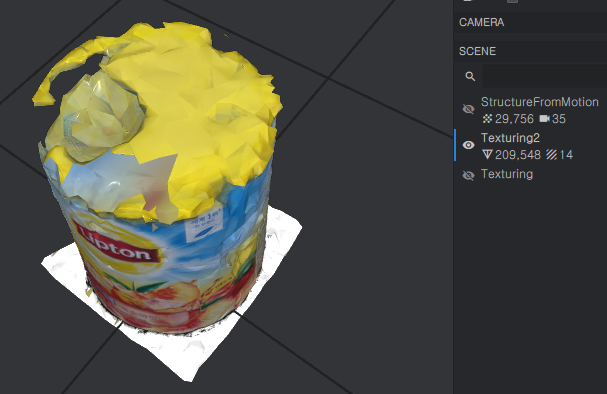 CAMERA
SCENE
StructureFromMotion
29,756 35
Texturing2
209,548 14
Texturing
Lipton